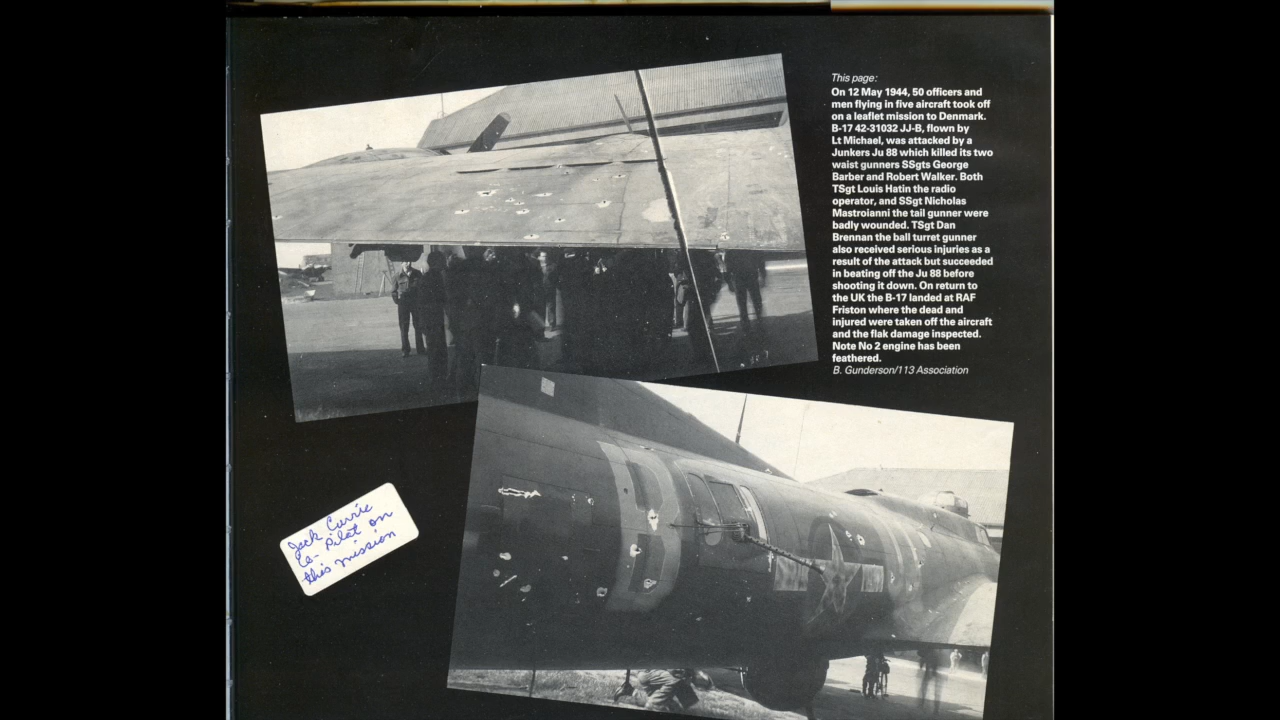 This page:
On 12 May 1944, 50 officers and
men flying in five aircraft took off
on a leaflet mission to Denmark.
B-17 42-31032 JJ-B, flown by
Lt Michael, was attacked by a
Junkers Ju 88 which killed its two
waist gunners SSgts George
Barber and Robert Walker. Both
TSgt Louis Hatin the radio
operator, and SSgt Nicholas
Mastroianni the tail gunner were
badly wounded. TSgt Dan
Brennan the ball turret gunner
also received serious injuries as a
result of the attack but succeeded
in beating off the Ju 88 before
shooting it down. On return to
the UK the B-17 landed at RAF
Friston where the dead and
injured were taken off the aircraft
and the flak damage inspected.
Note No 2 engine has been
feathered.
B. Gunderson/113 Association
Jack Currie
Co-Pilot on
this mission